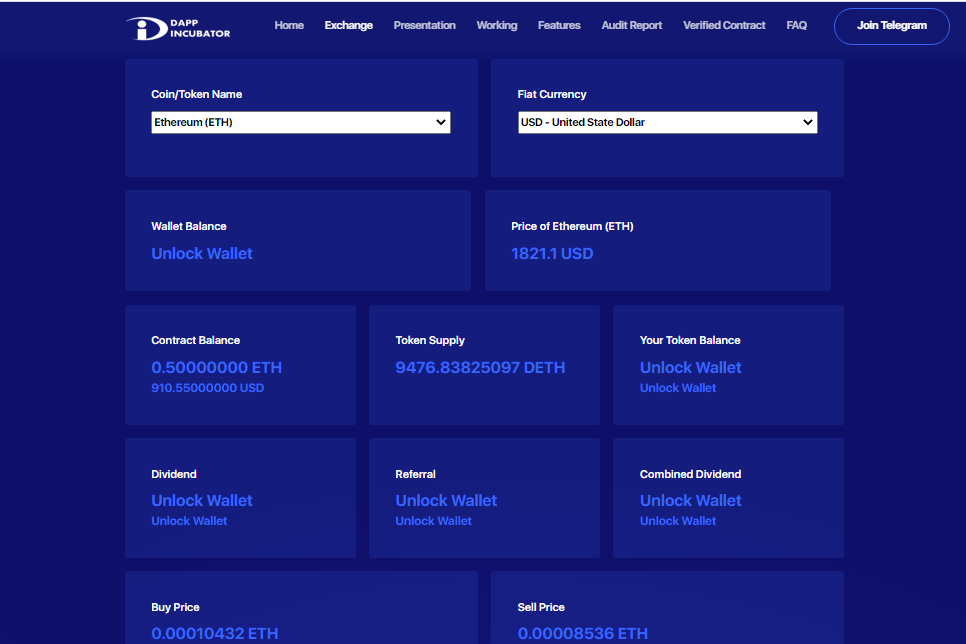 DAPP
INCUBATOR
Home Exchange Presentation Working Features Audit Report Verified Contract FAQ Join Telegram
Coin/Token Name
Ethereum (ETH)
Fiat Currency
USD - United State Dollar
Wallet Balance
Unlock Wallet
Price of Ethereum (ETH)
1821.1 USD
Contract Balance
0.50000000 ETH
910.55000000 USD
Token Supply
9476.83825097 DETH
Your Token Balance
Unlock Wallet
Unlock Wallet
Dividend
Unlock Wallet
Unlock Wallet
Referral
Unlock Wallet
Unlock Wallet
Combined Dividend
Unlock Wallet
Unlock Wallet
Buy Price
0.00010432 ETH
Sell Price
0.00008536 ETH